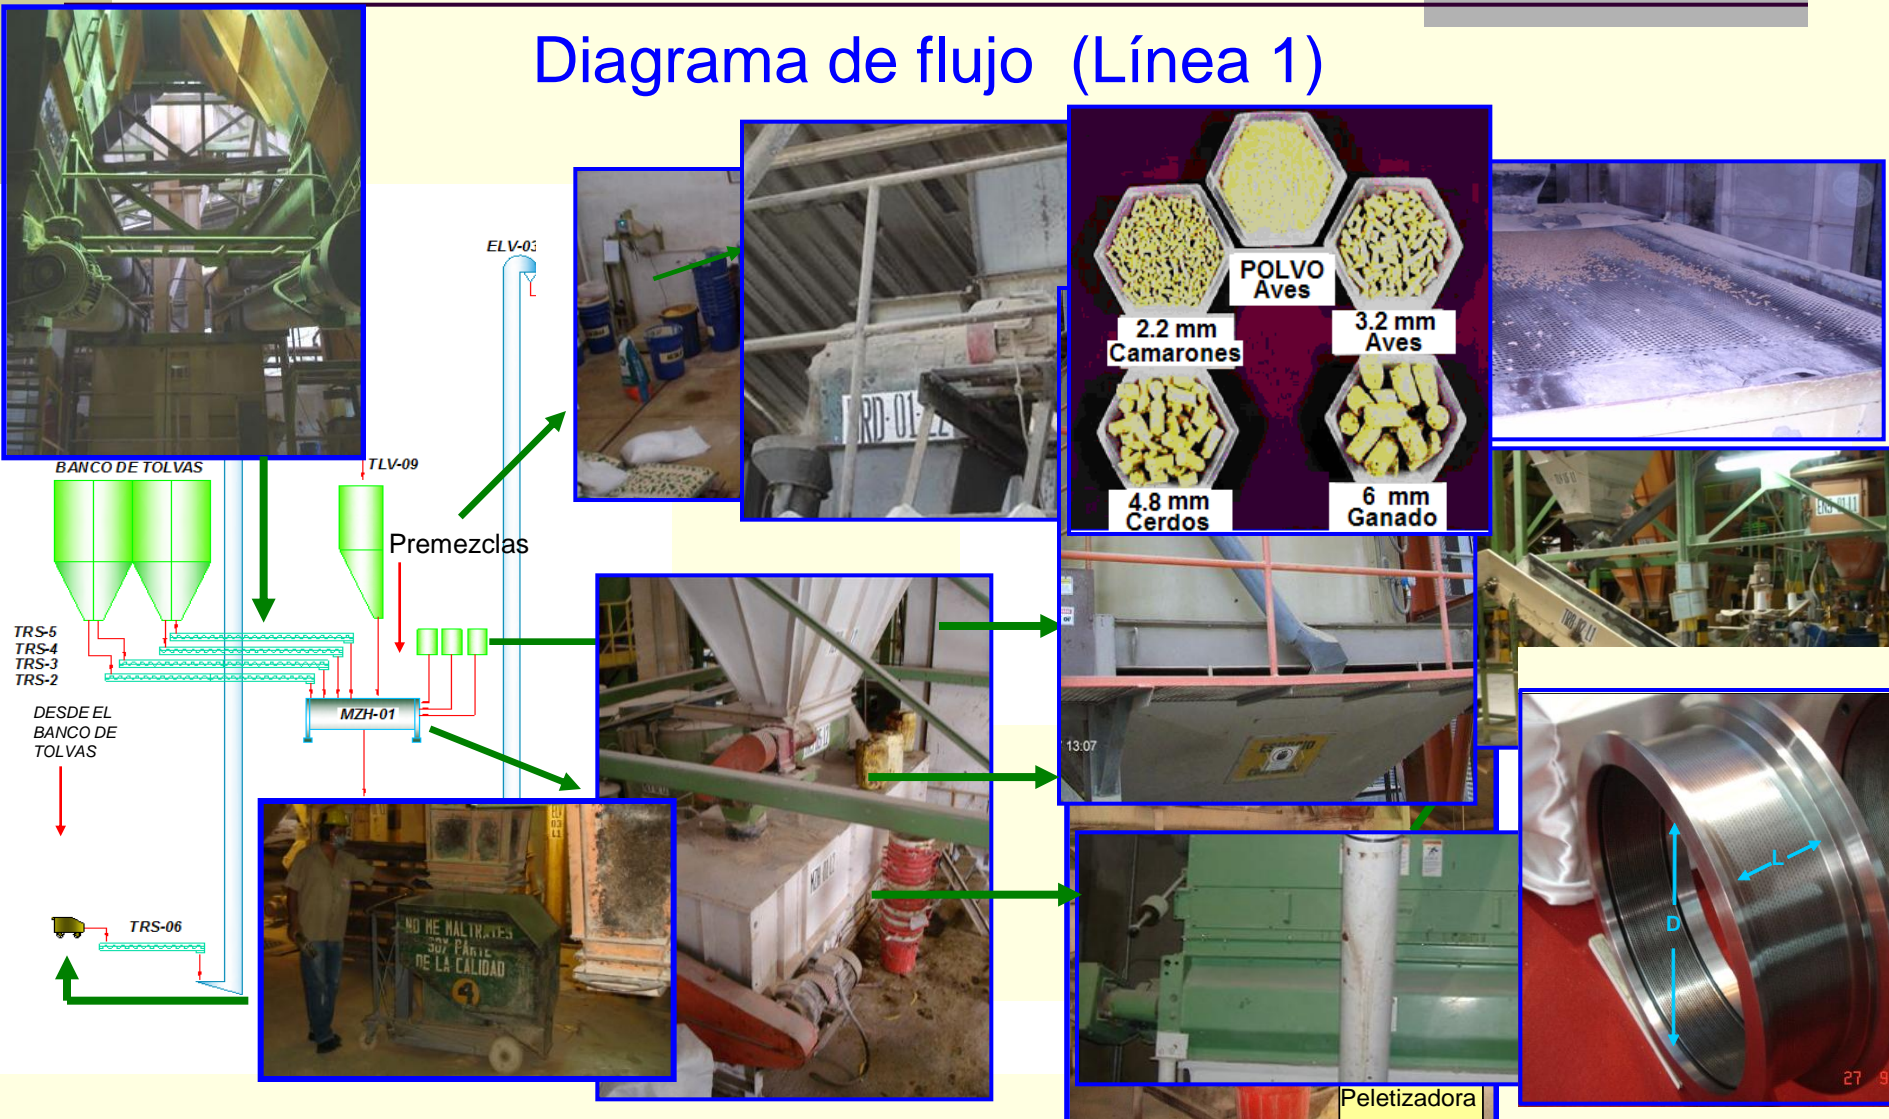 Diagrama de flujo  (Línea 1)
ELV-03
BANCO DE TOLVAS
TLV-09
Premezclas
TRS-5
TRS-4
TRS-3
TRS-2
MZH-01
DESDE EL
BANCO DE
TOLVAS
TRS-06
POLVO
Aves
2.2 mm
Camarones
3.2 mm
Aves
4.8 mm
Cerdos
6 mm
Ganado
NO ME MALTRATES
SOY PARTE
DE LA CALIDAD
4
13:07
L
D
27 9
Peletizadora